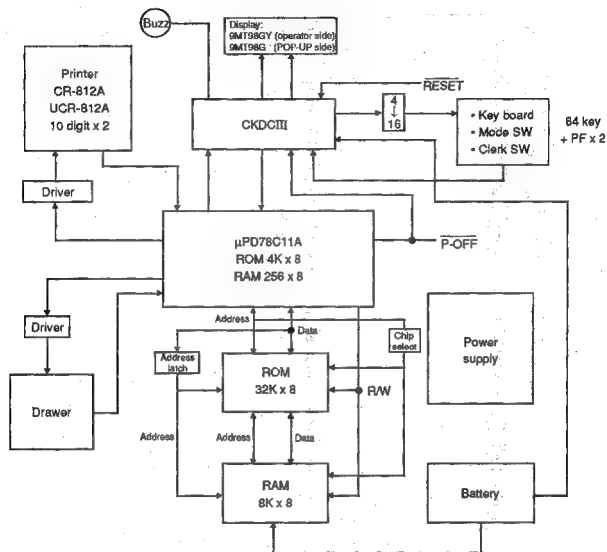 Buzz
Display:
9MT98GY (operator side)
9MT98G (POP-UP side)
Printer
CR-812A
UCR-812A
10 digit x 2
RESET
CKDCIII
4
↓
16
• Key board
• Mode SW
• Clerk SW
64 key
+ PF x 2
Driver
μPD78C11A
ROM 4K x 8
RAM 256 x 8
P-OFF
Address
Data
Chip
select
Driver
Address
latch
ROM
32K x 8
R/W
Power
supply
Drawer
Address
Address
Data
RAM
8K x 8
Battery